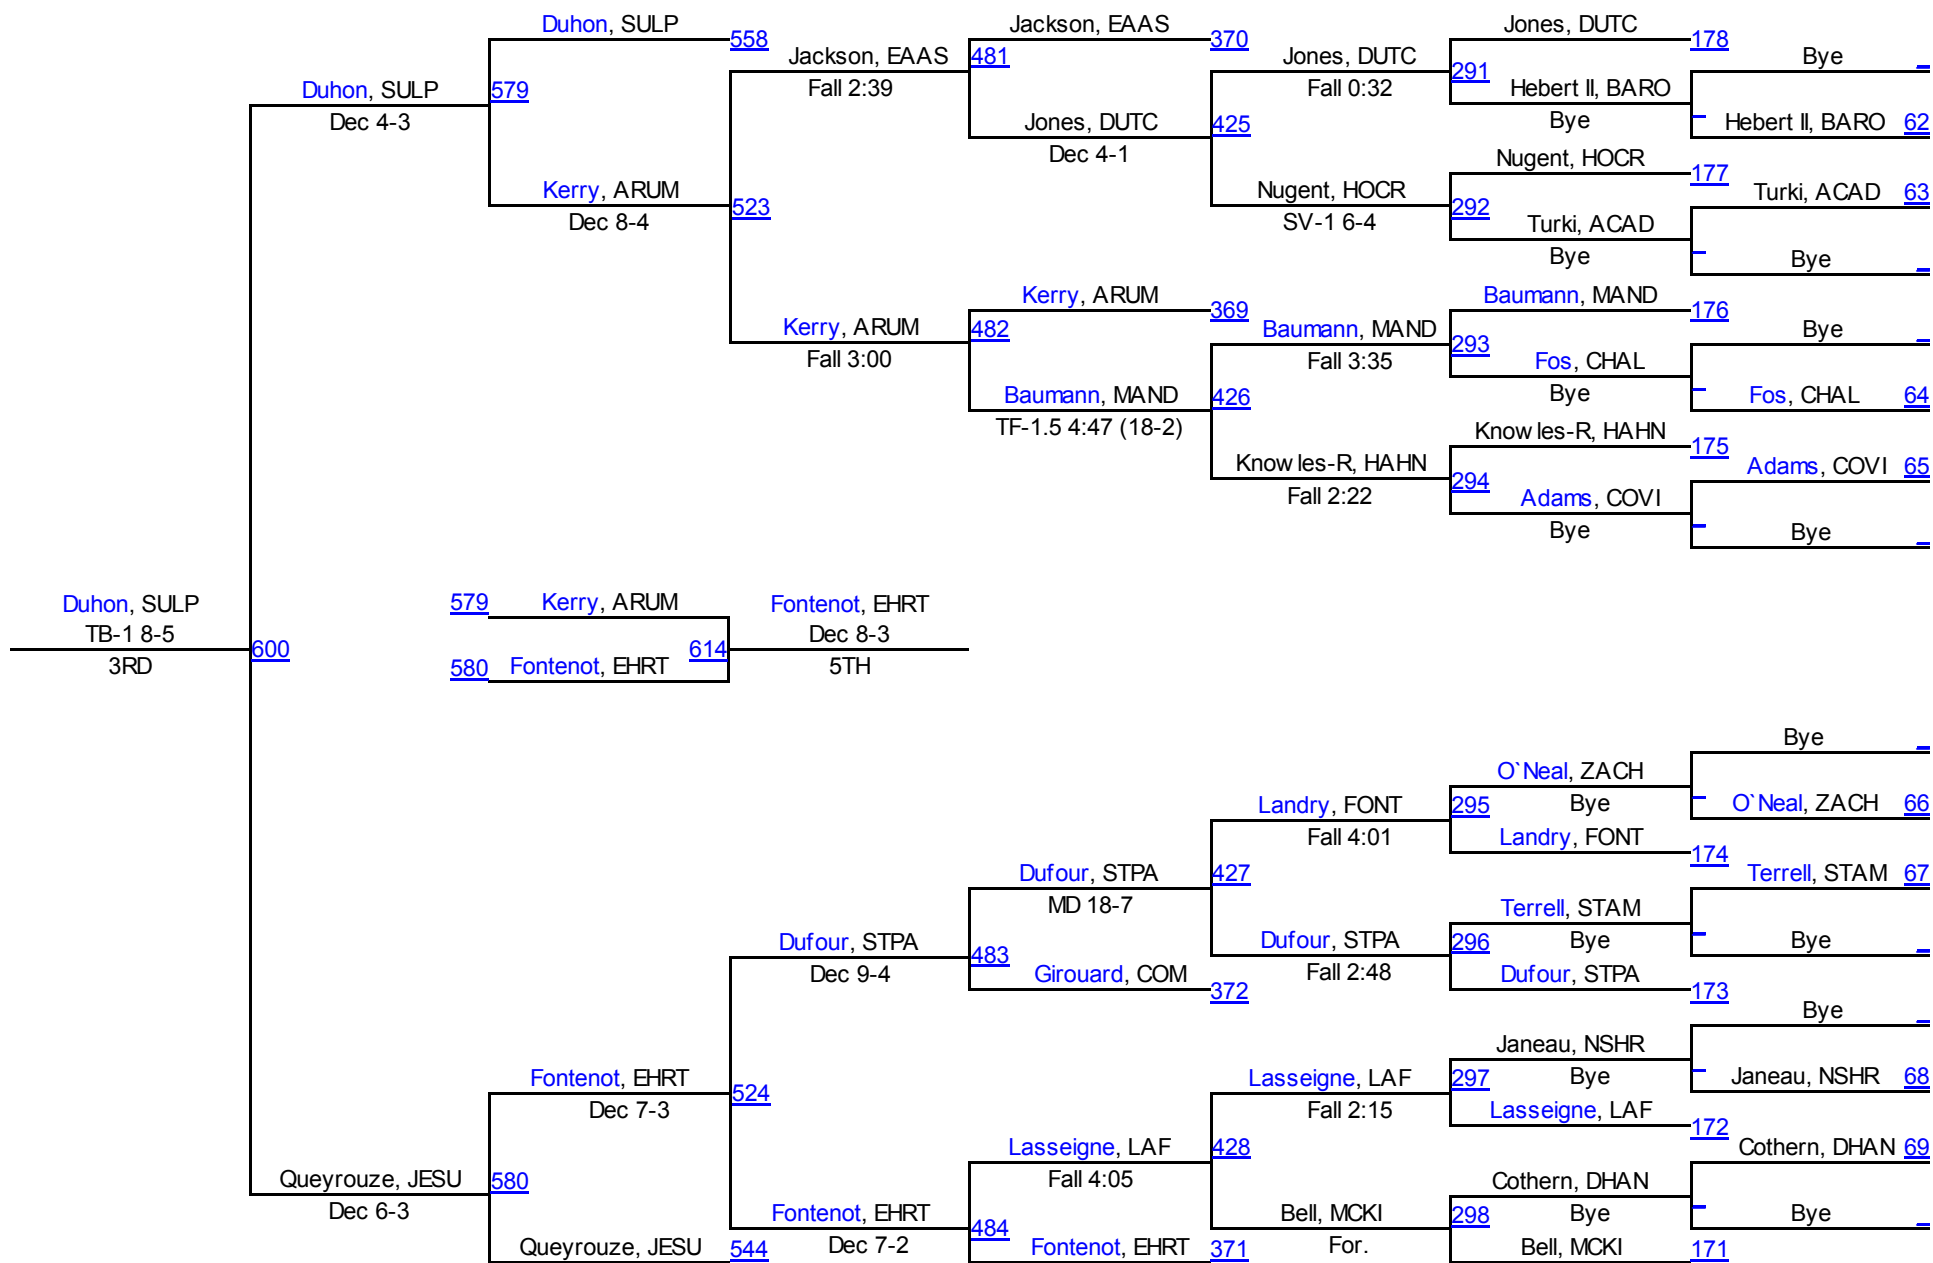 Duhon, SULP
558
Jackson, EAAS
370
Jones, DUTC
178
Bye
Jackson, EAAS
481
Fall 2:39
Jones, DUTC
291
Fall 0:32
Hebert II, BARO
Bye
Hebert II, BARO 62
Duhon, SULP
579
Dec 4-3
Jones, DUTC
425
Dec 4-1
Nugent, HOCR
177
Turki, ACAD 63
Kerry, ARUM
523
Dec 8-4
Nugent, HOCR
292
SV-1 6-4
Turki, ACAD
Bye
Bye
Kerry, ARUM
369
Baumann, MAND
176
Bye
Kerry, ARUM
482
Fall 3:00
Baumann, MAND
293
Fall 3:35
Fos, CHAL
Bye
Fos, CHAL 64
Baumann, MAND
426
TF-1.5 4:47 (18-2)
Knowles-R, HAHN
175
Adams, COVI 65
Knowles-R, HAHN
294
Fall 2:22
Adams, COVI
Bye
Bye
Duhon, SULP
TB-1 8-5
600
3RD
579 Kerry, ARUM
Fontenot, EHRT
Dec 8-3
614
580 Fontenot, EHRT
5TH
Bye
O`Neal, ZACH
Bye
O`Neal, ZACH 66
Landry, FONT
295
Fall 4:01
Landry, FONT
174
Terrell, STAM 67
Dufour, STPA
427
MD 18-7
Terrell, STAM
Bye
Bye
Dufour, STPA
483
Dec 9-4
Dufour, STPA
296
Fall 2:48
Dufour, STPA
173
Girouard, COM
372
Bye
Janeau, NSHR
Bye
Janeau, NSHR 68
Fontenot, EHRT
524
Dec 7-3
Lasseigne, LAF
297
Fall 2:15
Lasseigne, LAF
172
Cothern, DHAN 69
Lasseigne, LAF
428
Fall 4:05
Queyrouze, JESU
580
Dec 6-3
Cothern, DHAN
Bye
Bye
Fontenot, EHRT
484
Dec 7-2
Bell, MCKI
298
For.
Queyrouze, JESU 544
Fontenot, EHRT 371
Bell, MCKI 171